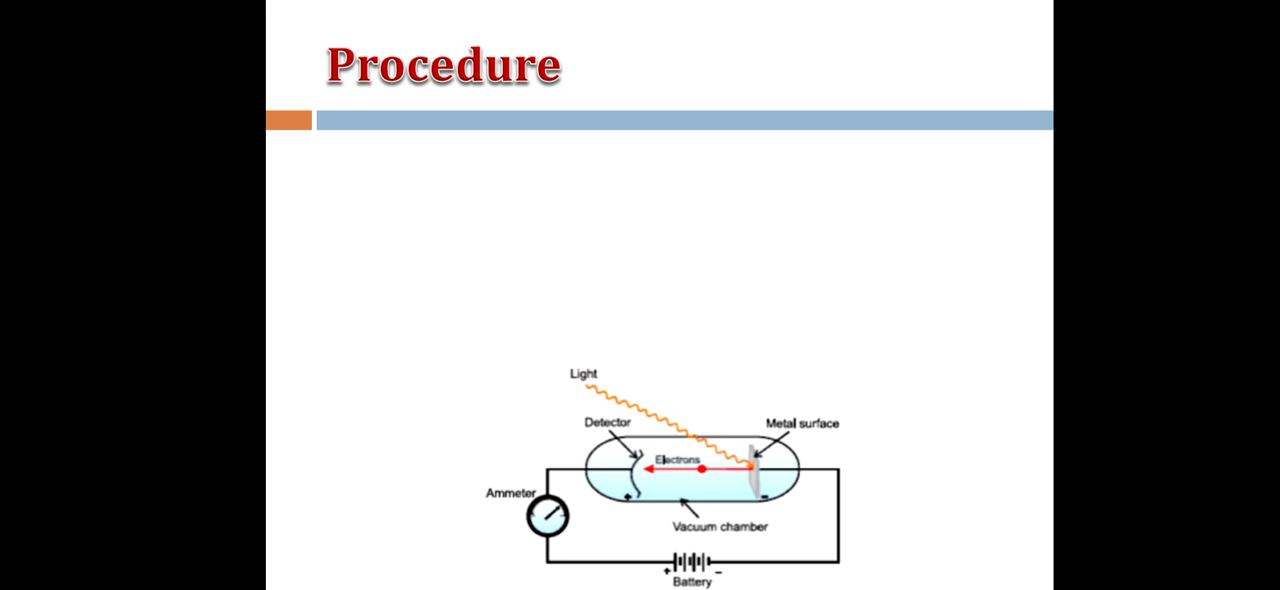 Procedure
Light
Detector
Metal surface
Electrons
Ammeter
+
-
Vacuum chamber
+
-
Battery